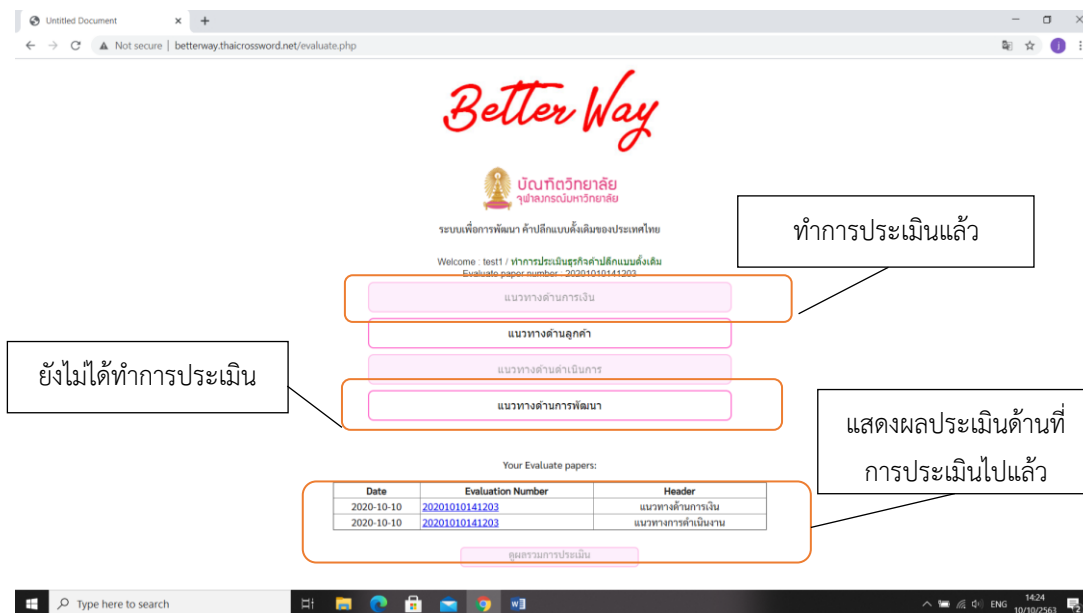 Untitled Document
Not secure | betterway.thaicrossword.net/evaluate.php
Better Way
บัณฑิตวิทยาลัย
จุฬาลงกรณ์มหาวิทยาลัย
ระบบเพื่อการพัฒนา ค้าปลีกแบบดั้งเดิมของประเทศไทย
ทำการประเมินแล้ว
Welcome : test1 / ทำการประเมินธุรกิจค้าปลีกแบบดั้งเดิม
Evaluate paper number : 20201010141203
แนวทางด้านการเงิน
แนวทางด้านลูกค้า
แนวทางด้านดำเนินการ
ยังไม่ได้ทำการประเมิน
แนวทางด้านการพัฒนา
แสดงผลประเมินด้านที่
การประเมินไปแล้ว
Your Evaluate papers:
Date Evaluation Number Header
2020-10-10 20201010141203 แนวทางด้านการเงิน
2020-10-10 20201010141203 แนวทางการดำเนินงาน
ดูผลรวมการประเมิน
Type here to search
ENG
14:24
10/10/2563